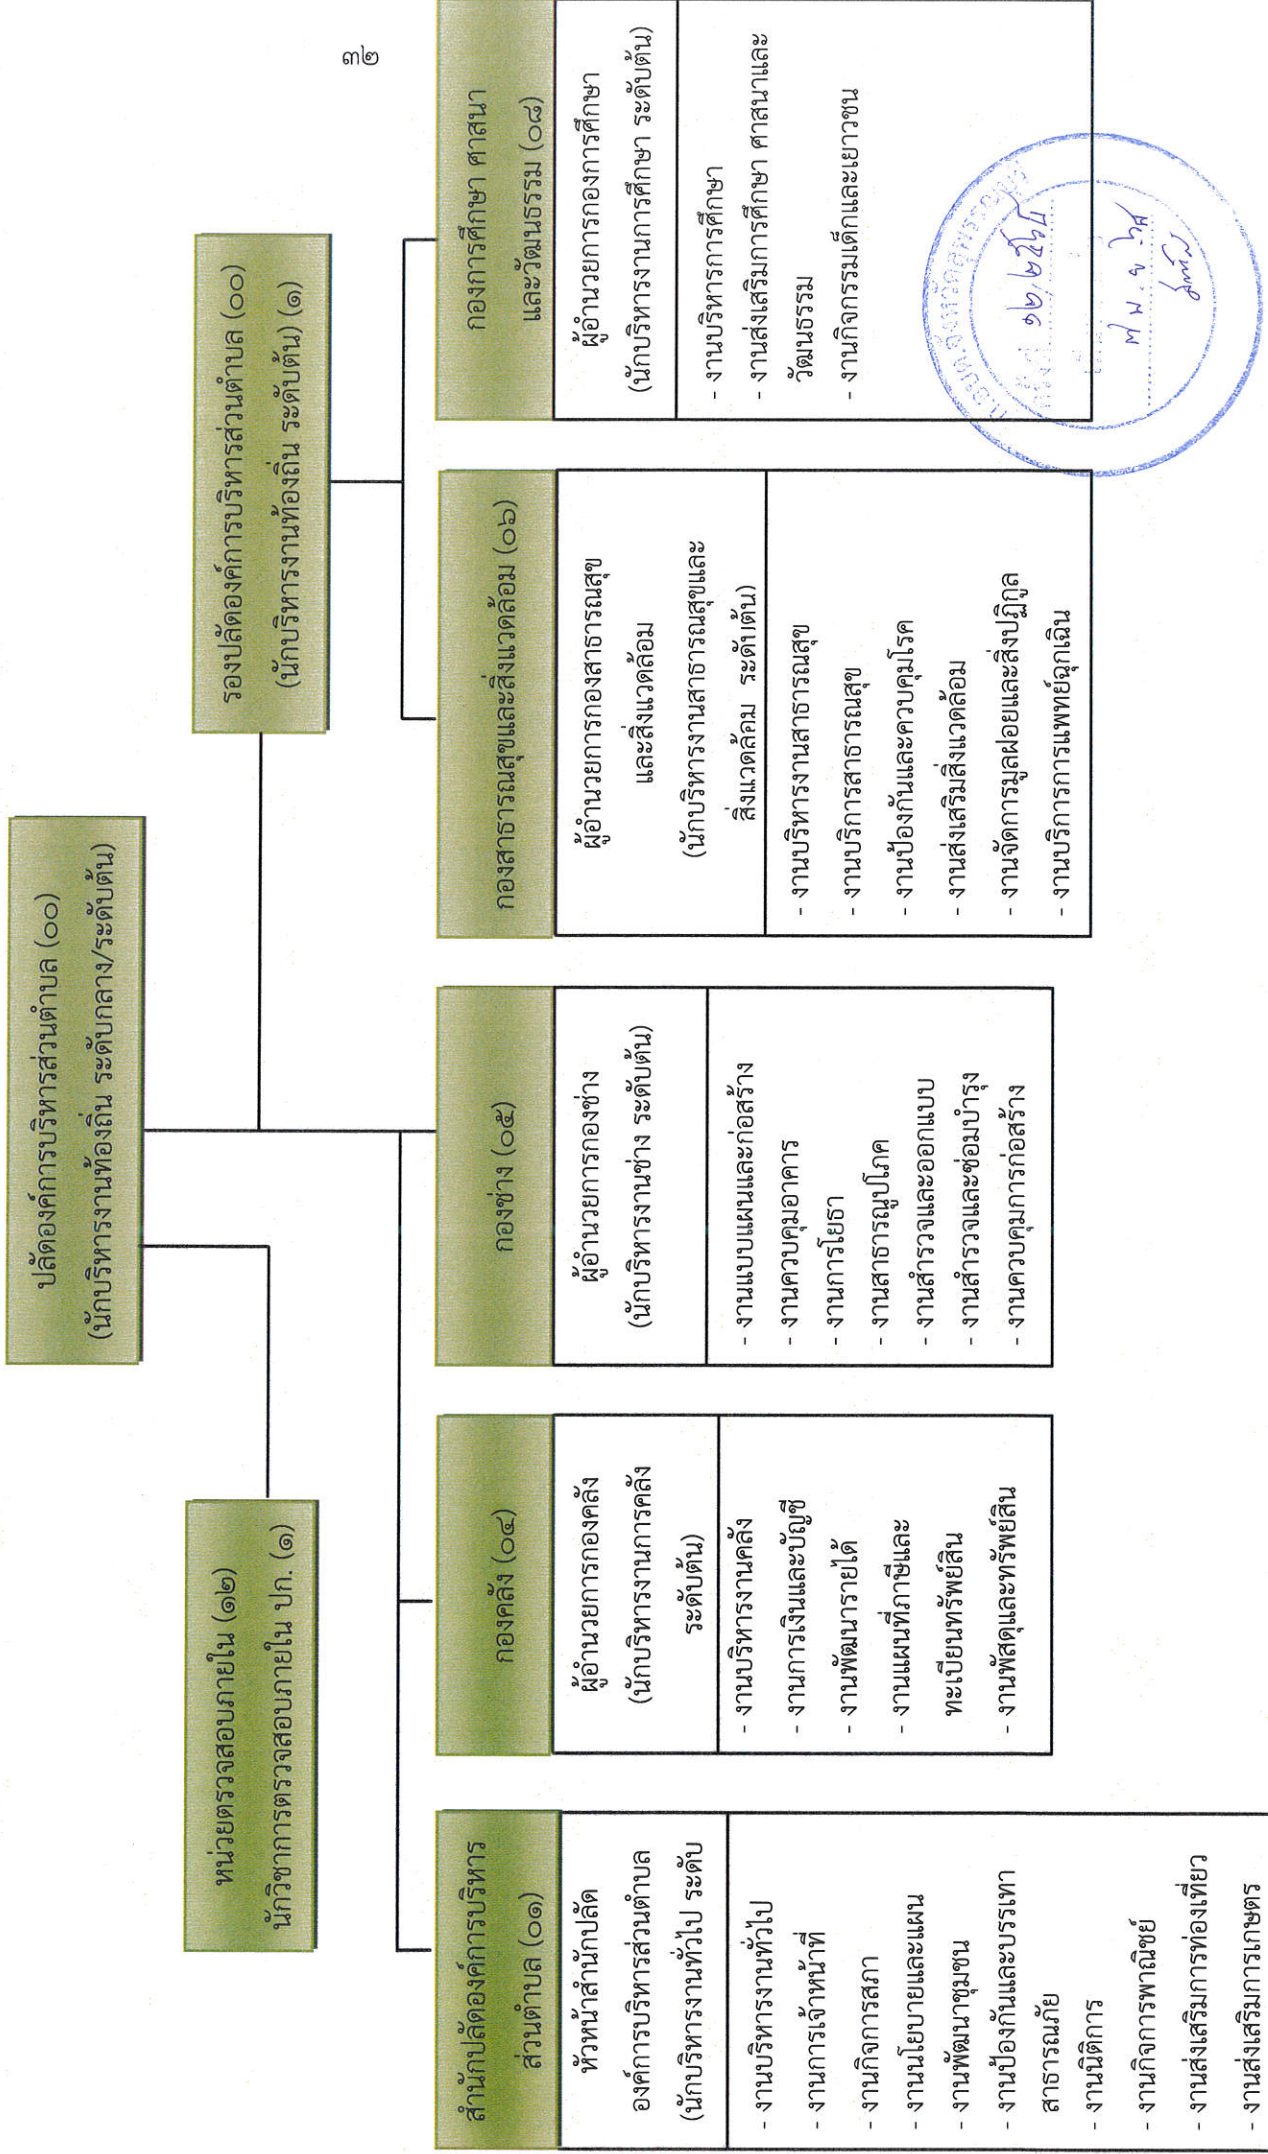 ๓๒
ปลัดองค์การบริหารส่วนตำบล (๐๐)
(นักบริหารงานท้องถิ่น ระดับกลาง/ระดับต้น)
หน่วยตรวจสอบภายใน (๑๒)
นักวิชาการตรวจสอบภายใน ปก. (๑)
รองปลัดองค์การบริหารส่วนตำบล (๐๐)
(นักบริหารงานท้องถิ่น ระดับต้น) (๑)
สำนักปลัดองค์การบริหาร
ส่วนตำบล (๐๑)
หัวหน้าสำนักปลัด
องค์การบริหารส่วนตำบล
(นักบริหารงานทั่วไป ระดับ
- งานบริหารงานทั่วไป
- งานการเจ้าหน้าที่
- งานกิจการสภา
- งานนโยบายและแผน
- งานพัฒนาชุมชน
- งานป้องกันและบรรเทา
สาธารณภัย
- งานนิติการ
- งานกิจการพาณิชย์
- งานส่งเสริมการท่องเที่ยว
- งานส่งเสริมการเกษตร
กองคลัง (๐๔)
ผู้อำนวยการกองคลัง
(นักบริหารงานการคลัง
ระดับต้น)
- งานบริหารงานคลัง
- งานการเงินและบัญชี
- งานพัฒนารายได้
- งานแผนที่ภาษีและ
ทะเบียนทรัพย์สิน
- งานพัสดุและทรัพย์สิน
กองช่าง (๐๕)
ผู้อำนวยการกองช่าง
(นักบริหารงานช่าง ระดับต้น)
- งานแบบแผนและก่อสร้าง
- งานควบคุมอาคาร
- งานการโยธา
- งานสาธารณูปโภค
- งานสำรวจและออกแบบ
- งานสำรวจและซ่อมบำรุง
- งานควบคุมการก่อสร้าง
กองสาธารณสุขและสิ่งแวดล้อม (๐๖)
ผู้อำนวยการกองสาธารณสุข
และสิ่งแวดล้อม
(นักบริหารงานสาธารณสุขและ
สิ่งแวดล้อม ระดับต้น)
- งานบริหารงานสาธารณสุข
- งานบริการสาธารณสุข
- งานป้องกันและควบคุมโรค
- งานส่งเสริมสิ่งแวดล้อม
- งานจัดการมูลฝอยและสิ่งปฏิกูล
- งานบริการการแพทย์ฉุกเฉิน
กองการศึกษา ศาสนา
และวัฒนธรรม (๐๘)
ผู้อำนวยการกองการศึกษา
(นักบริหารงานการศึกษา ระดับต้น)
- งานบริหารการศึกษา
- งานส่งเสริมการศึกษา ศาสนาและ
วัฒนธรรม
- งานกิจกรรมเด็กและเยาวชน